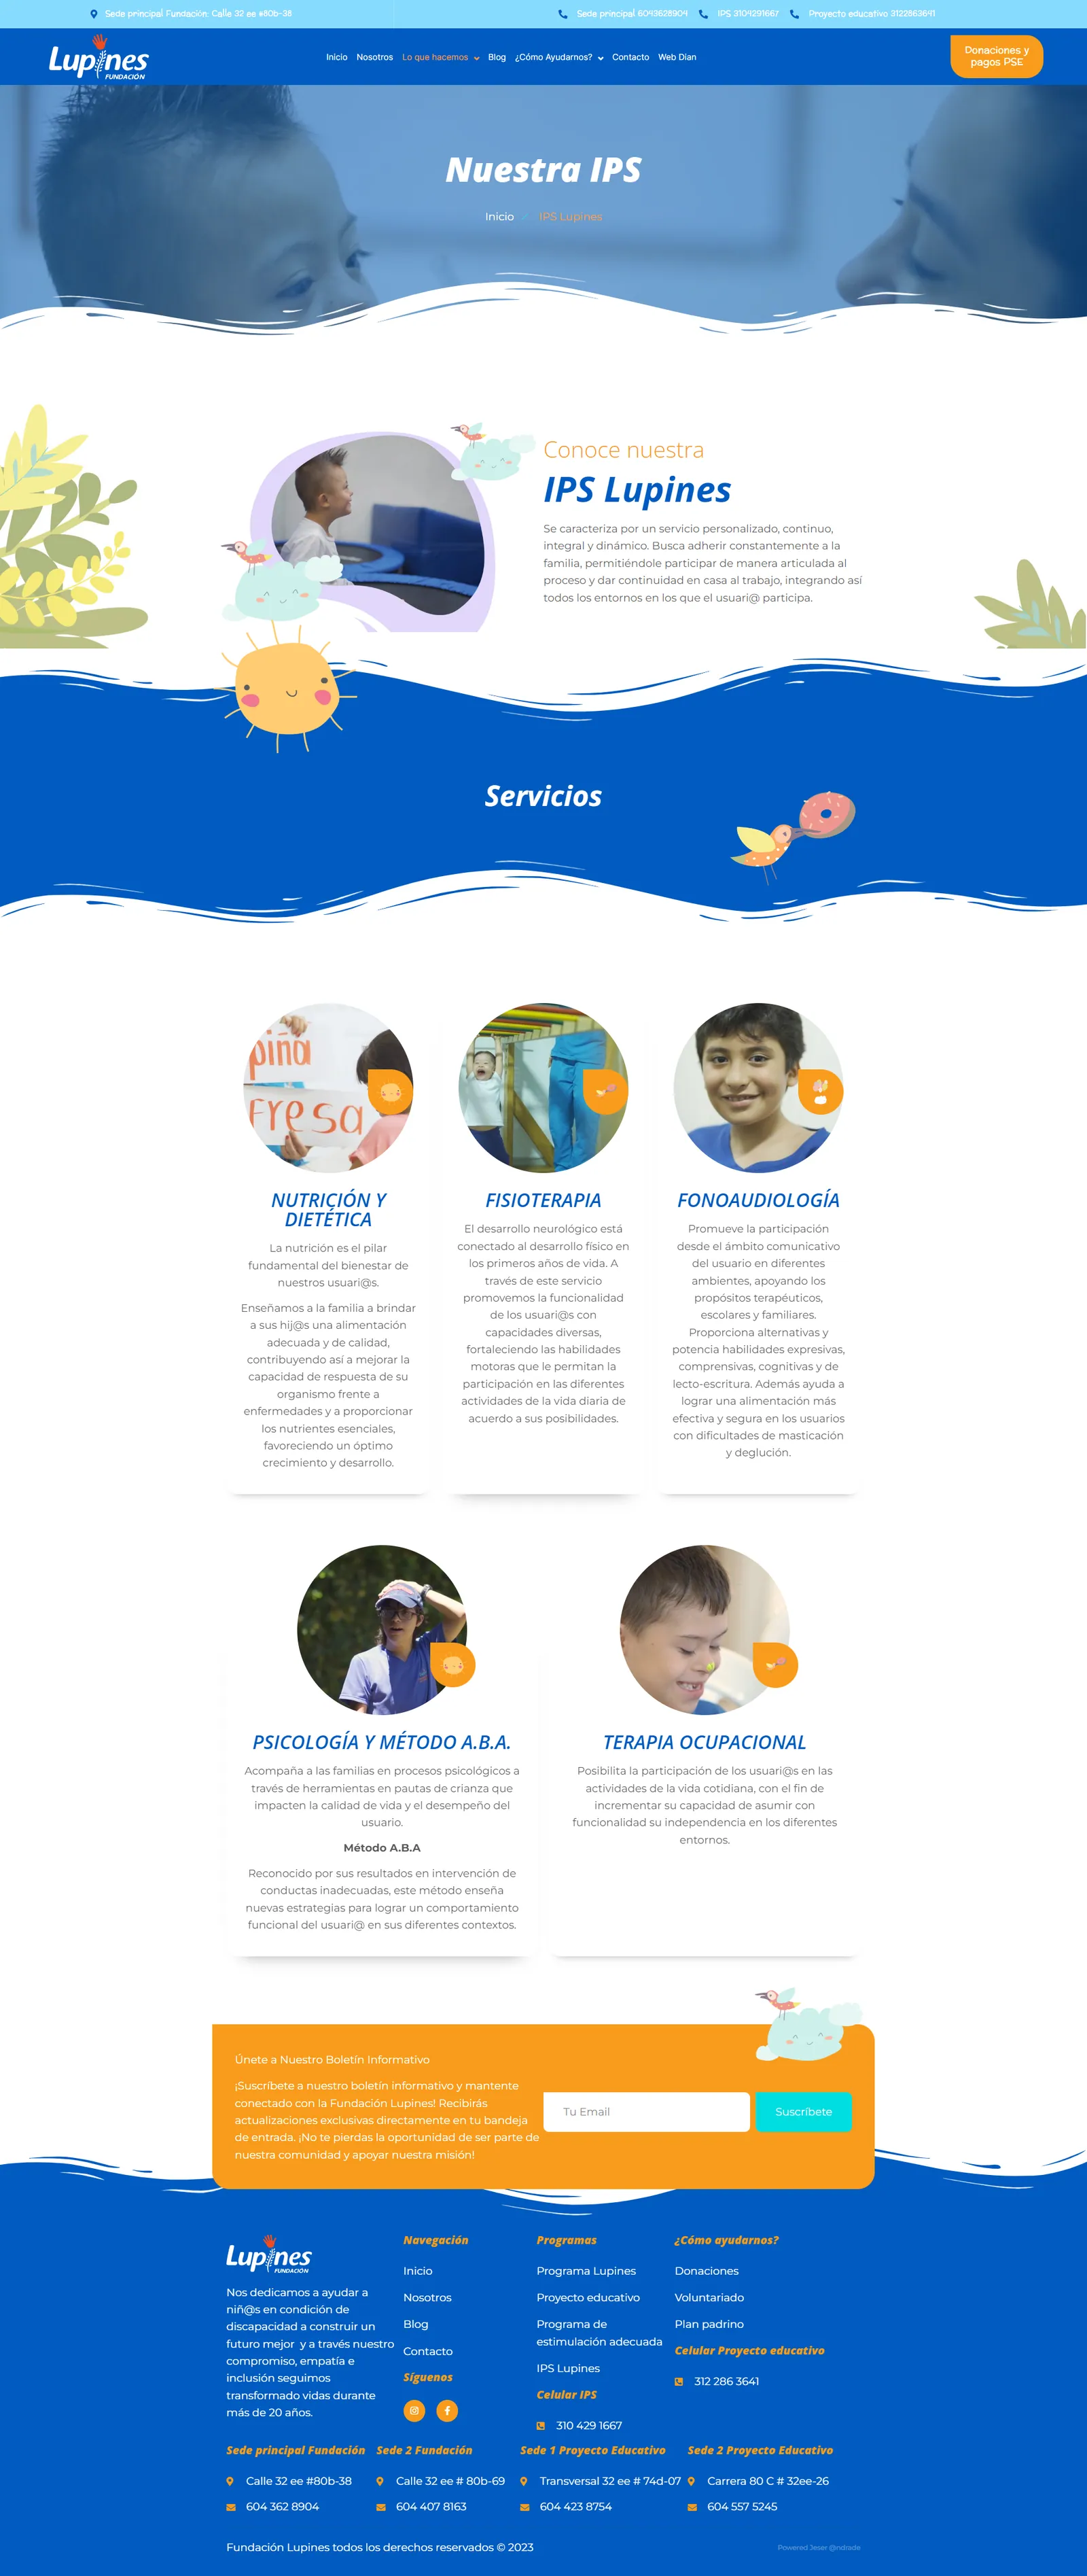 Sede principal Fundación: Calle 32 ee #80b-38
Sede principal 6043628904
IPS 3104291667
Proyecto educativo 3122863641
Lupines
FUNDACIÓN
Inicio
Nosotros
Lo que hacemos
Blog
¿Cómo Ayudarnos?
Contacto
Web Dian
Donaciones y
pagos PSE
Nuestra IPS
Inicio
IPS Lupines
Conoce nuestra
IPS Lupines
Se caracteriza por un servicio personalizado, continuo,
integral y dinámico. Busca adherir constantemente a la
familia, permitiéndole participar de manera articulada al
proceso y dar continuidad en casa al trabajo, integrando así
todos los entornos en los que el usuari@ participa.
Servicios
piña
Fresa
NUTRICIÓN Y
DIETÉTICA
La nutrición es el pilar
fundamental del bienestar de
nuestros usuari@s.
Enseñamos a la familia a brindar
a sus hij@s una alimentación
adecuada y de calidad,
contribuyendo así a mejorar la
capacidad de respuesta de su
organismo frente a
enfermedades y a proporcionar
los nutrientes esenciales,
favoreciendo un óptimo
crecimiento y desarrollo.
FISIOTERAPIA
El desarrollo neurológico está
conectado al desarrollo físico en
los primeros años de vida. A
través de este servicio
promovemos la funcionalidad
de los usuari@s con
capacidades diversas,
fortaleciendo las habilidades
motoras que le permitan la
participación en las diferentes
actividades de la vida diaria de
acuerdo a sus posibilidades.
FONOAUDIOLOGÍA
Promueve la participación
desde el ámbito comunicativo
del usuario en diferentes
ambientes, apoyando los
propósitos terapéuticos,
escolares y familiares.
Proporciona alternativas y
potencia habilidades expresivas,
comprensivas, cognitivas y de
lecto-escritura. Además ayuda a
lograr una alimentación más
efectiva y segura en los usuarios
con dificultades de masticación
y deglución.
PSICOLOGÍA Y MÉTODO A.B.A.
Acompaña a las familias en procesos psicológicos a
través de herramientas en pautas de crianza que
impacten la calidad de vida y el desempeño del
usuario.
Método A.B.A
Reconocido por sus resultados en intervención de
conductas inadecuadas, este método enseña
nuevas estrategias para lograr un comportamiento
funcional del usuari@ en sus diferentes contextos.
TERAPIA OCUPACIONAL
Posibilita la participación de los usuari@s en las
actividades de la vida cotidiana, con el fin de
incrementar su capacidad de asumir con
funcionalidad su independencia en los diferentes
entornos.
Únete a Nuestro Boletín Informativo
¡Suscríbete a nuestro boletín informativo y mantente
conectado con la Fundación Lupines! Recibirás
actualizaciones exclusivas directamente en tu bandeja
de entrada. ¡No te pierdas la oportunidad de ser parte de
nuestra comunidad y apoyar nuestra misión!
Tu Email
Suscríbete
Lupines
FUNDACIÓN
Nos dedicamos a ayudar a
niñ@s en condición de
discapacidad a construir un
futuro mejor y a través nuestro
compromiso, empatía e
inclusión seguimos
transformado vidas durante
más de 20 años.
Navegación
Inicio
Nosotros
Blog
Contacto
Síguenos
Programas
Programa Lupines
Proyecto educativo
Programa de
estimulación adecuada
IPS Lupines
Celular IPS
310 429 1667
¿Cómo ayudarnos?
Donaciones
Voluntariado
Plan padrino
Celular Proyecto educativo
312 286 3641
Sede principal Fundación
Calle 32 ee #80b-38
604 362 8904
Sede 2 Fundación
Calle 32 ee # 80b-69
604 407 8163
Sede 1 Proyecto Educativo
Transversal 32 ee # 74d-07
604 423 8754
Sede 2 Proyecto Educativo
Carrera 80 C # 32ee-26
604 557 5245
Fundación Lupines todos los derechos reservados © 2023
Powered Jeser @ndrade